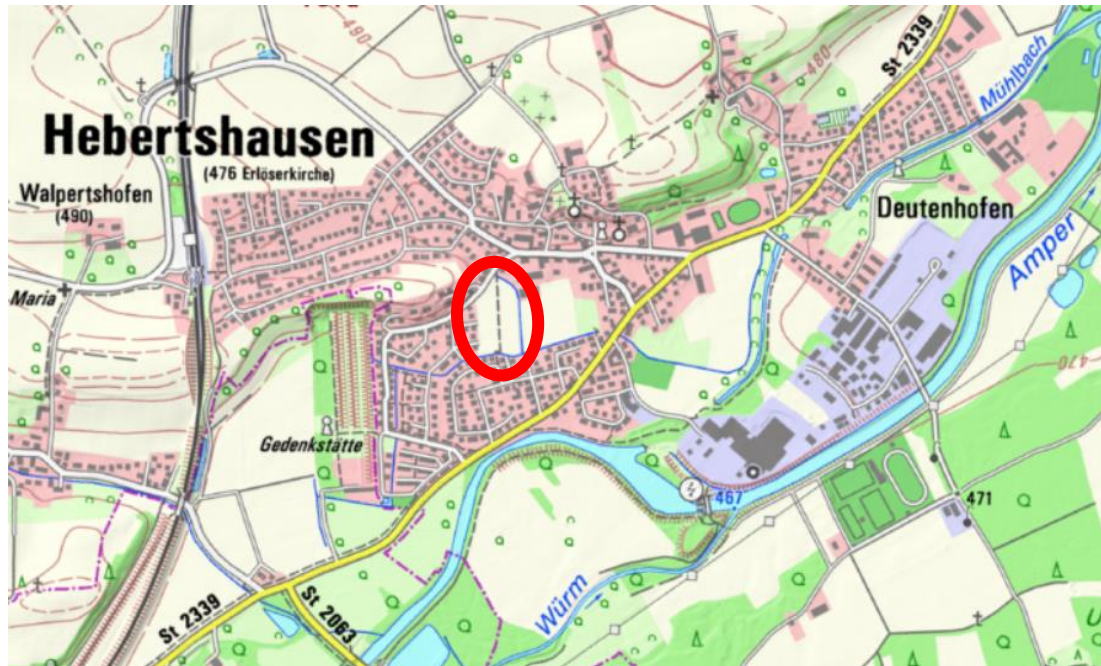 St 2339
Mühlbach
480
480
Hebertshausen
(476 Erlöserkirche)
Walpertshofen
(490)
Deutenhofen
Amper
Maria
470
Gedenkstätte
467
471
Würm
St 2339
St 2063